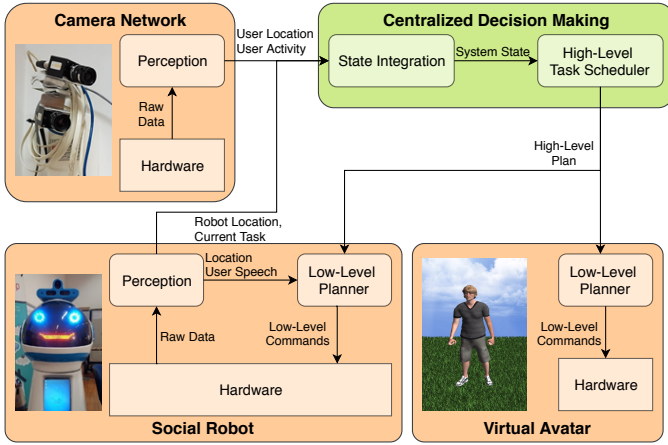 Camera Network
Perception
Raw
Data
Hardware
User Location
User Activity
Centralized Decision Making
State Integration
System State
High-Level
Task Scheduler
High-Level
Plan
Robot Location,
Current Task
Perception
Location
User Speech
Low-Level
Planner
Raw Data
Low-Level
Commands
Hardware
Social Robot
Low-Level
Planner
Low-Level
Commands
Hardware
Virtual Avatar